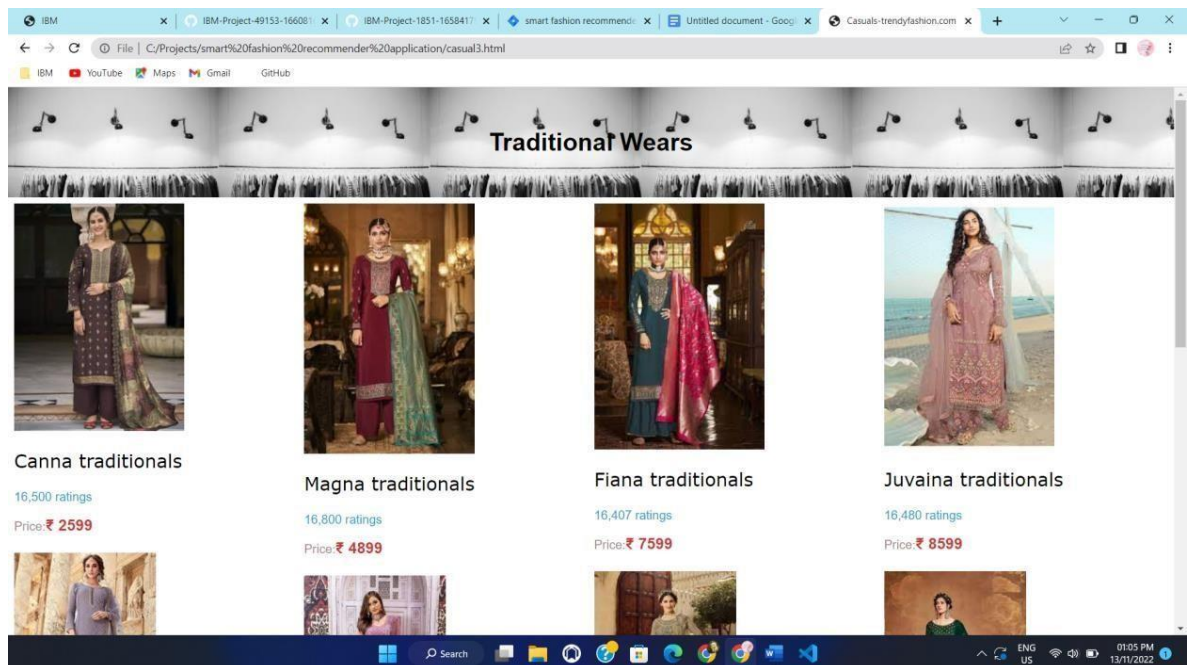 IBM
IBM-Project-49153-166081
IBM-Project-1851-1658417
smart fashion recommende
Untitled document - Googl
Casuals-trendyfashion.com
File | C:/Projects/smart%20fashion%20recommender%20application/casual3.html
IBM
YouTube
Maps
Gmail
GitHub
Traditional Wears
Canna traditionals
16,500 ratings
Price:₹ 2599
Magna traditionals
16,800 ratings
Price:₹ 4899
Fiana traditionals
16,407 ratings
Price:₹ 7599
Juvaina traditionals
16,480 ratings
Price:₹ 8599
Search
ENG
US
01:05 PM
13/11/2022
1